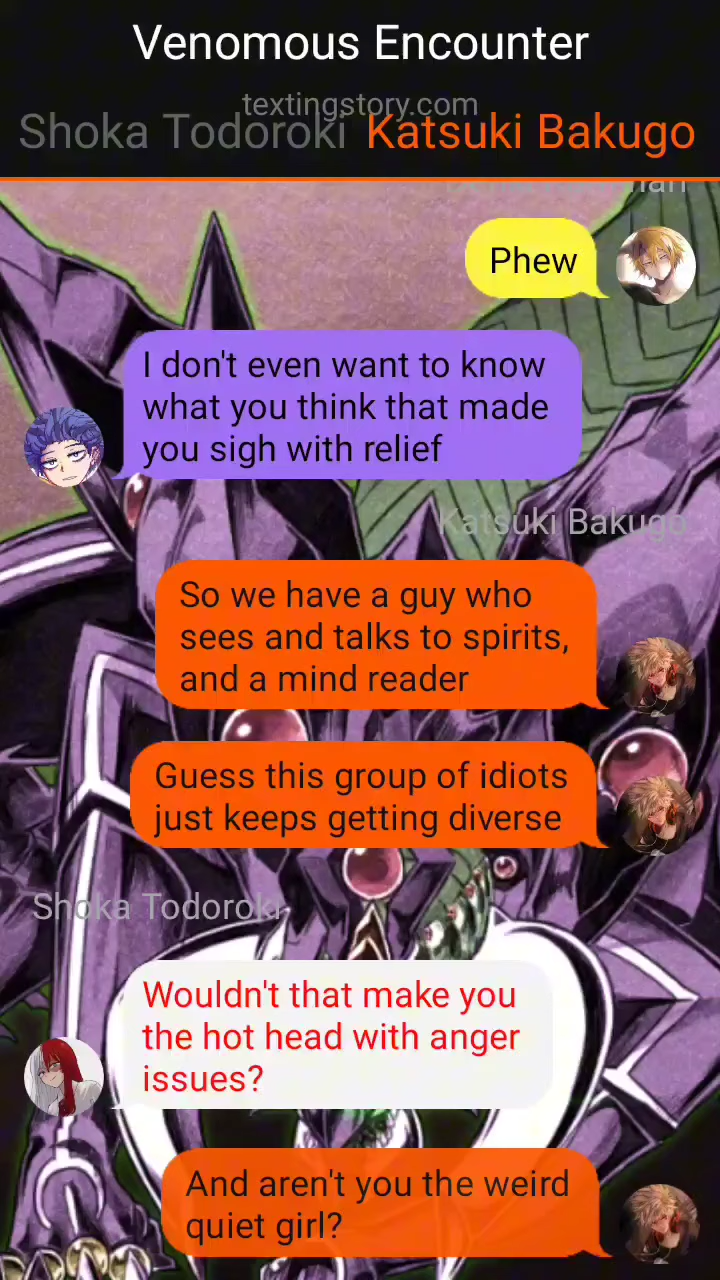 Venomous Encounter
textingstory.com
Shoka Todoroki Katsuki Bakugo
Phew
I don't even want to know
what you think that made
you sigh with relief
Katsuki Bakugo
So we have a guy who
sees and talks to spirits,
and a mind reader
Guess this group of idiots
just keeps getting diverse
Shoka Todoroki
Wouldn't that make you
the hot head with anger
issues?
And aren't you the weird
quiet girl?